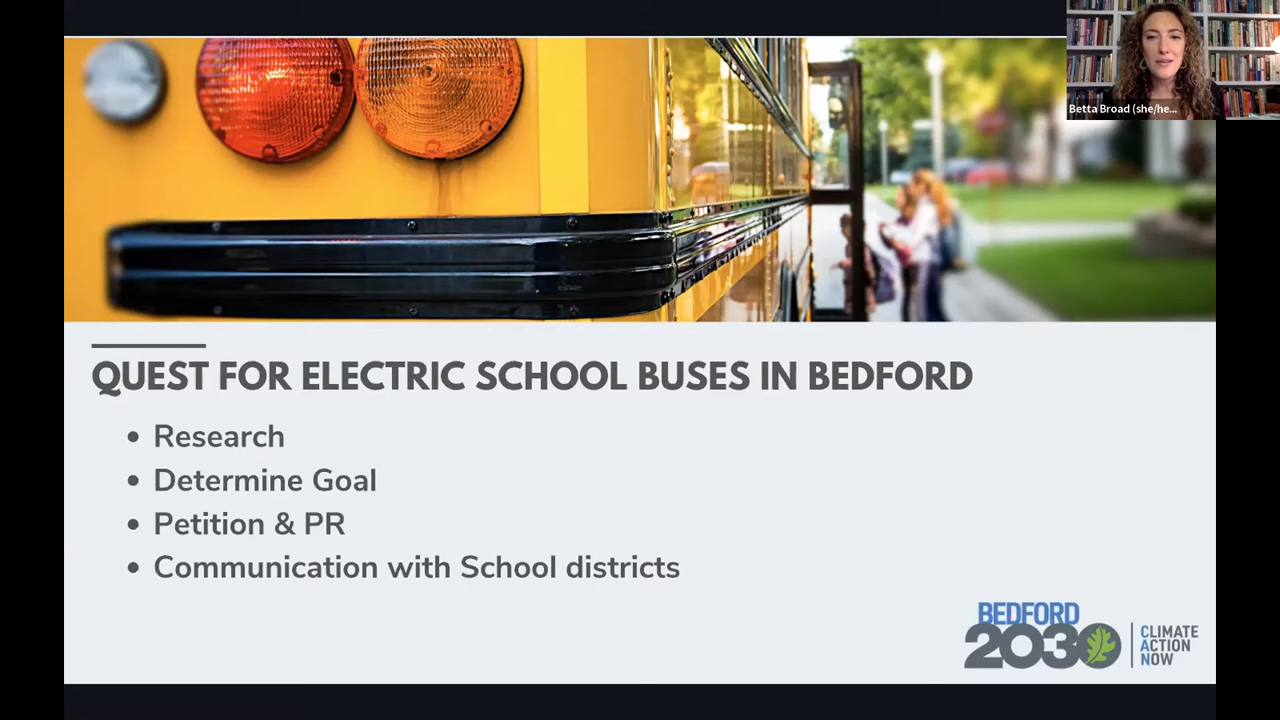 Betta Broad (she/he...
QUEST FOR ELECTRIC SCHOOL BUSES IN BEDFORD
• Research
• Determine Goal
• Petition & PR
• Communication with School districts
BEDFORD
2030
CLIMATE
ACTION
NOW